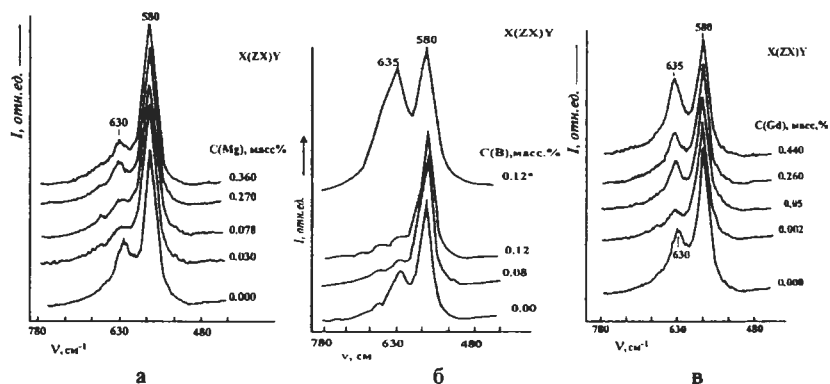 580
X(ZX)Y
630
I, отн.ед.
C(Mg), масс%
0.360
0.270
0.078
0.030
0.000
780
630
480
ν, см⁻¹
а
580
X(ZX)Y
635
I, отн.ед.
C(B), масс.%
0.12*
0.12
0.08
0.00
780
630
480
ν, см
б
580
X(ZX)Y
635
I, отн.ед.
C(Gd), масс,%
0.440
0.260
0.05
0.002
630
0.000
780
630
480
ν, см⁻¹
в